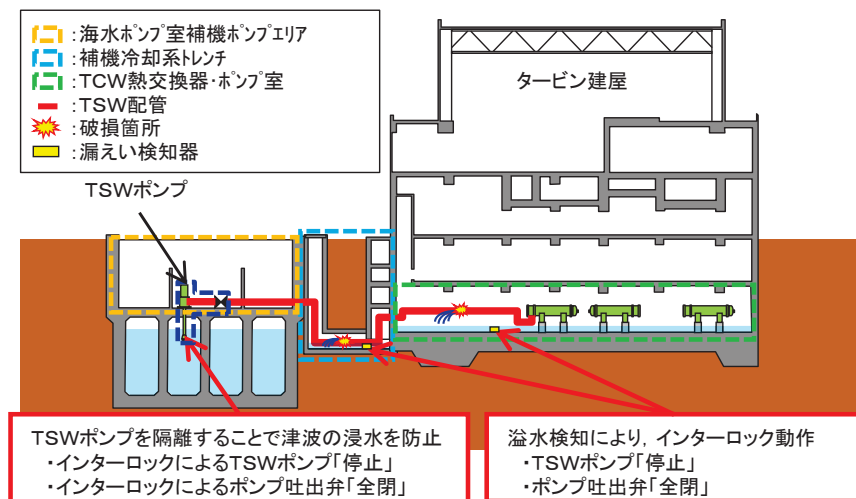 :海水ポンプ室補機ポンプエリア
:補機冷却系トレンチ
:TCW熱交換器・ポンプ室
:TSW配管
:破損箇所
:漏えい検知器
タービン建屋
TSWポンプ
TSWポンプを隔離することで津波の浸水を防止
・インターロックによるTSWポンプ「停止」
・インターロックによるポンプ吐出弁「全閉」
溢水検知により,インターロック動作
・TSWポンプ「停止」
・ポンプ吐出弁「全閉」